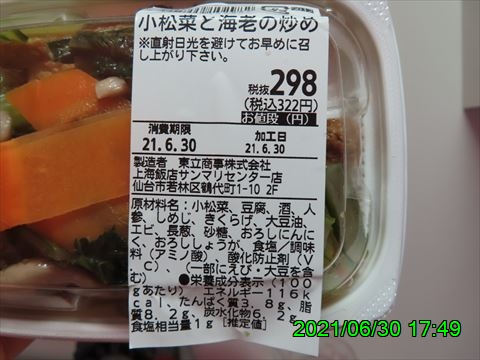 小松菜と海老の炒め
※直射日光を避けてお早めに召
し上がり下さい。
税抜298
(税込322円)
お値段(円)
消費期限 加工日
21.6.30 21.6.30
製造者 東立商事株式会社
上海飯店サンマリセンター店
仙台市若林区鶴代町1-10 2F
原材料名:小松菜、豆腐、酒、人
参、しめじ、きくらげ、大豆油、
エビ、長葱、砂糖、おろしにんに
く、おろししょうが、食塩/調味
料(アミノ酸)、酸化防止剤(V
.C)、(一部にえび・大豆を含
む) ●栄養成分表示(100
gあたり) エネルギー116k
cal、たんぱく質3.8g、脂
質8.2g、炭水化物6.2g、
食塩相当量1g[推定値]
2021/06/30 17:49